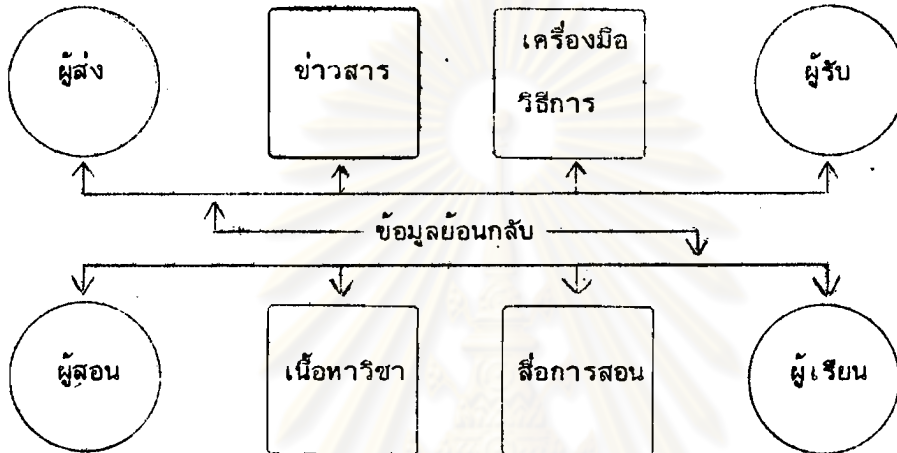 ผู้ส่ง
ข่าวสาร
เครื่องมือ
วิธีการ
ผู้รับ
ข้อมูลย้อนกลับ
ผู้สอน
เนื้อหาวิชา
สื่อการสอน
ผู้เรียน